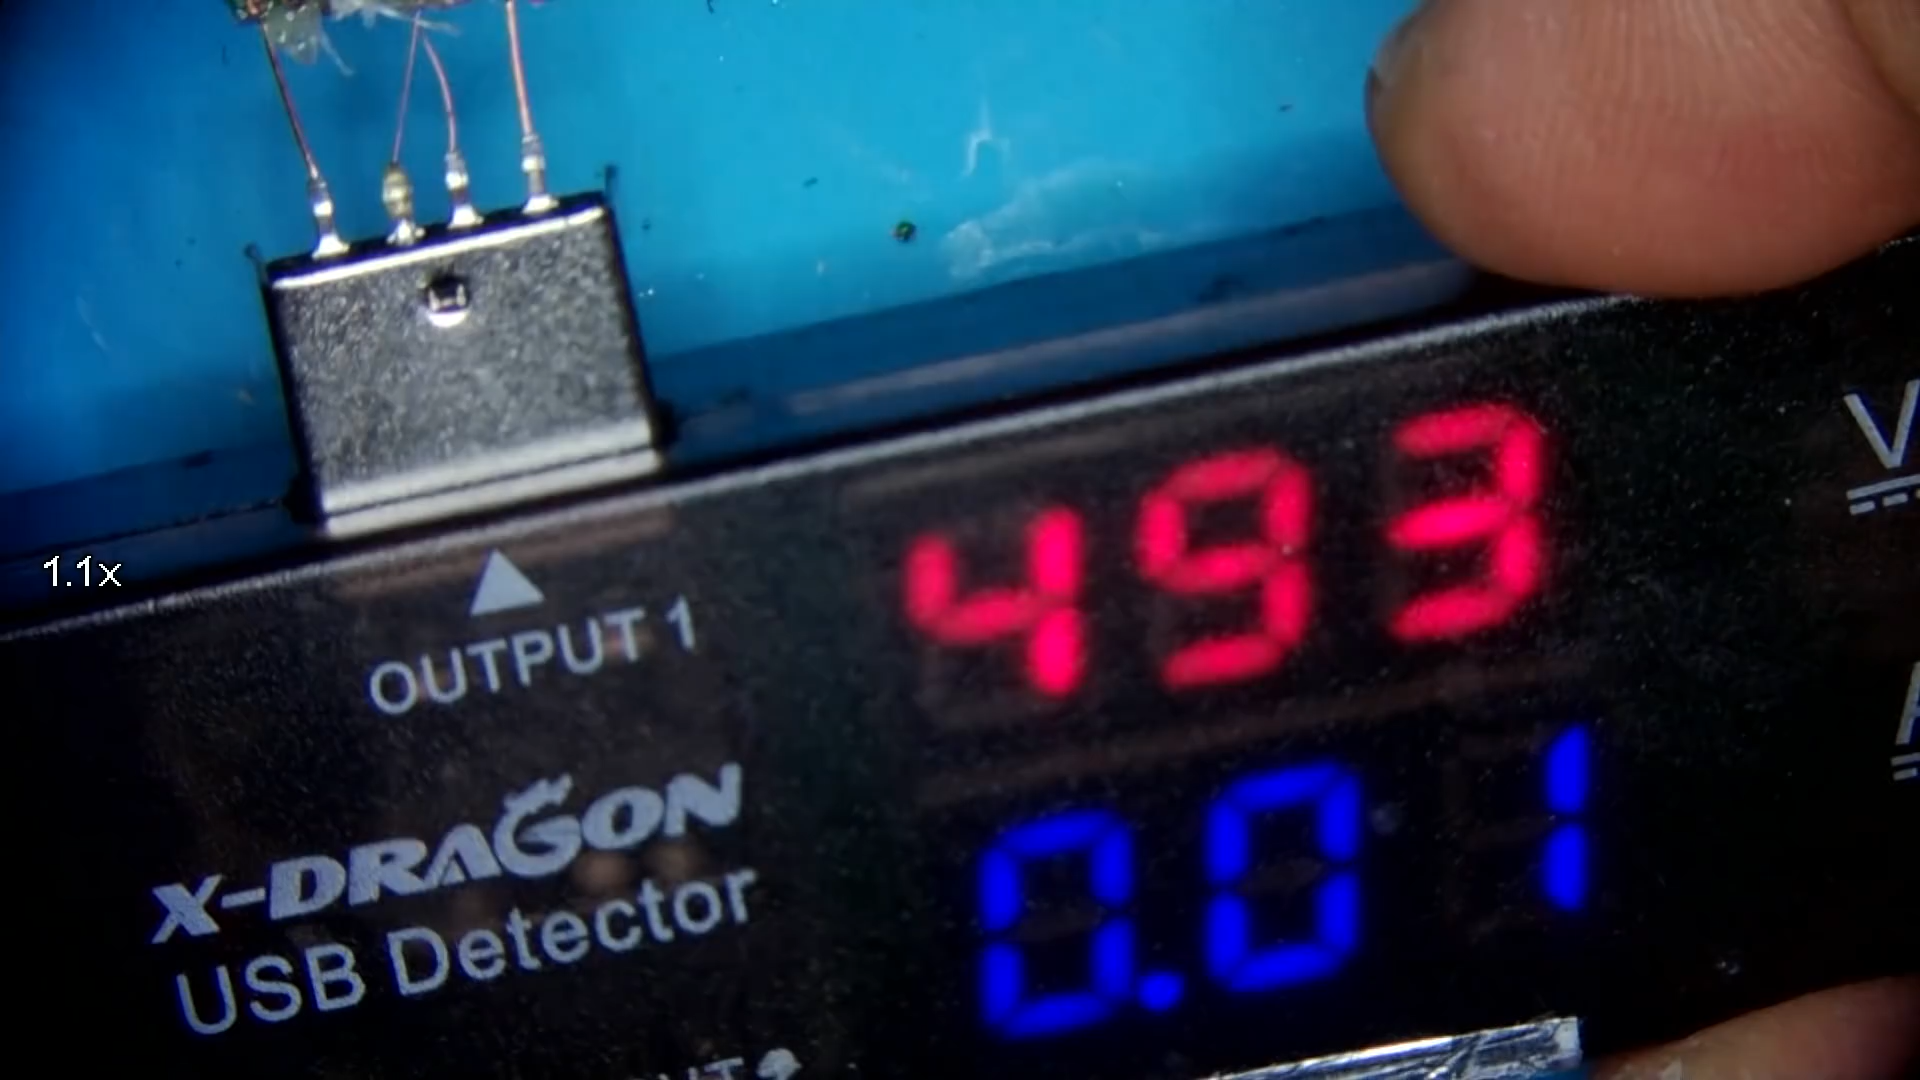 493
V
1.1x
OUTPUT 1
0.01
A
X-DRAGON
USB Detector